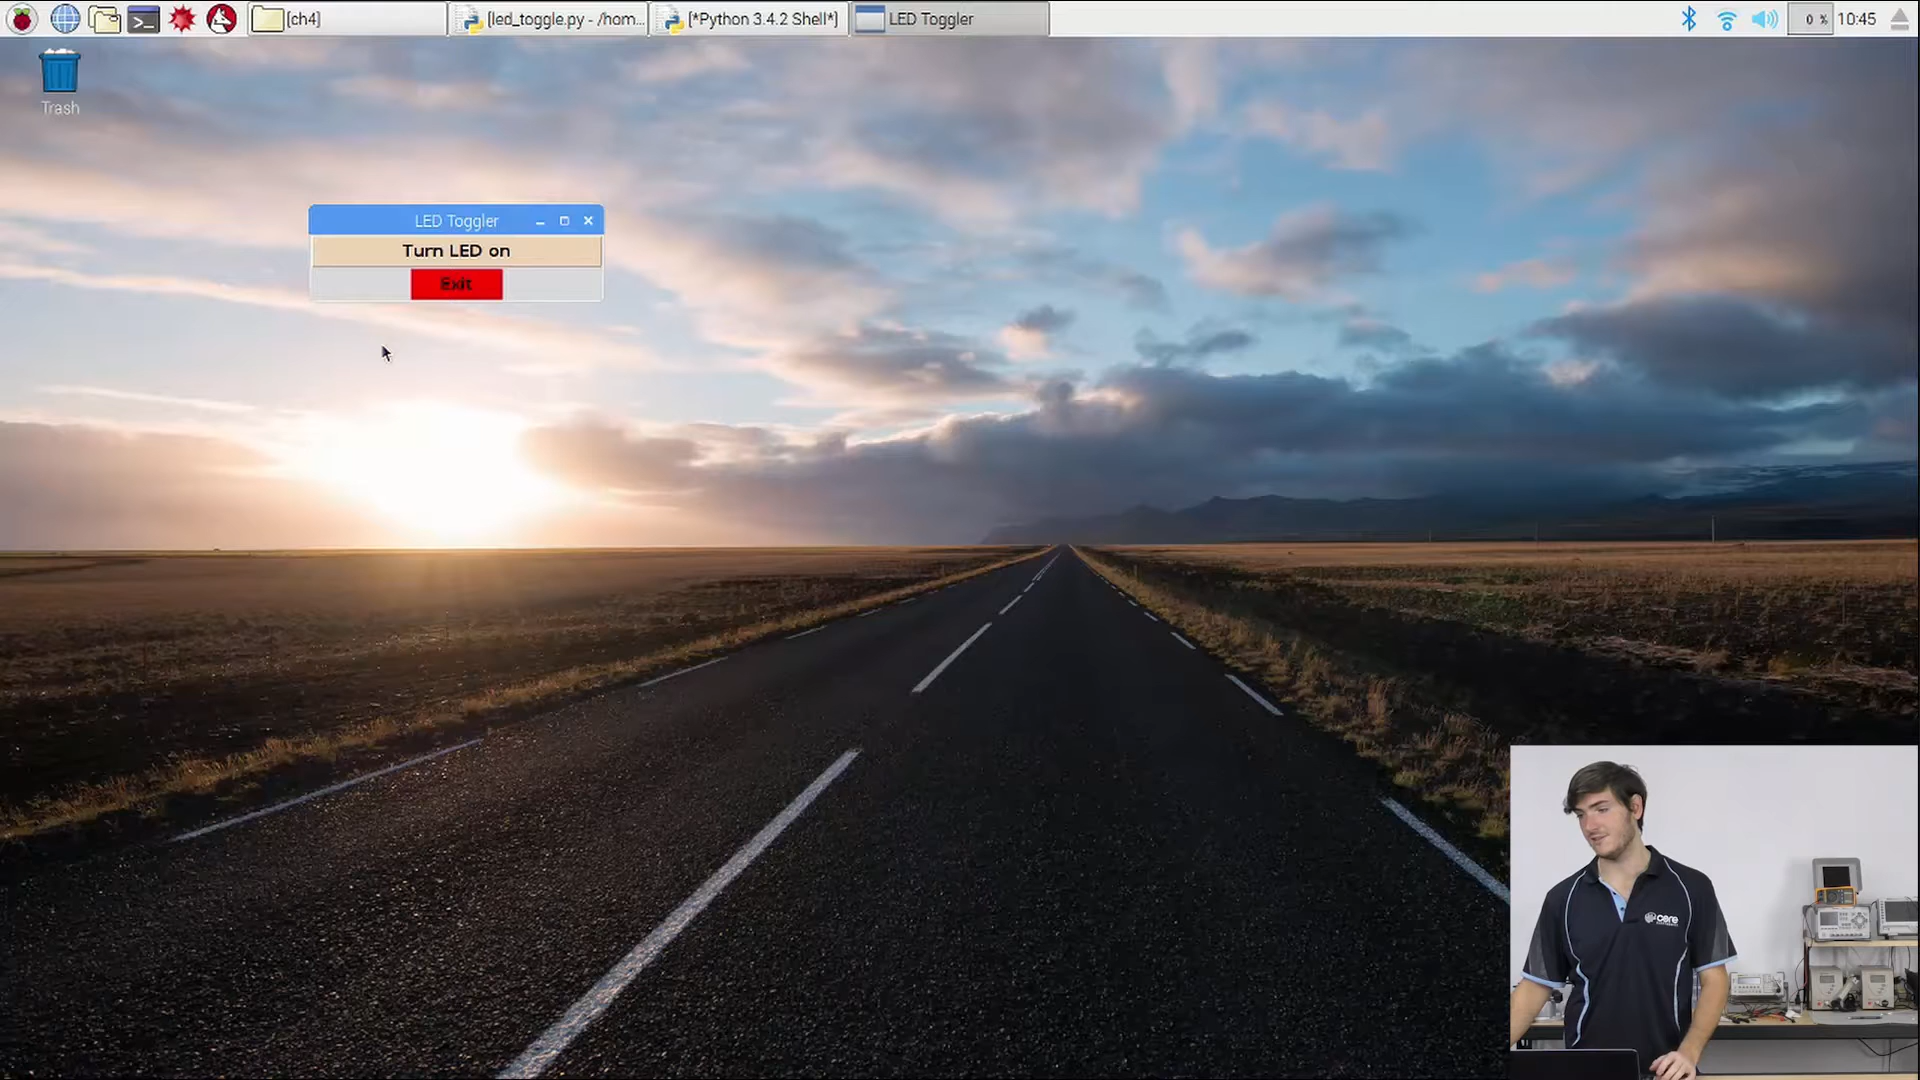 [ch4]
[led_toggle.py - /hom...
[*Python 3.4.2 Shell*]
LED Toggler
0 %
10:45
Trash
LED Toggler
Turn LED on
Exit
core